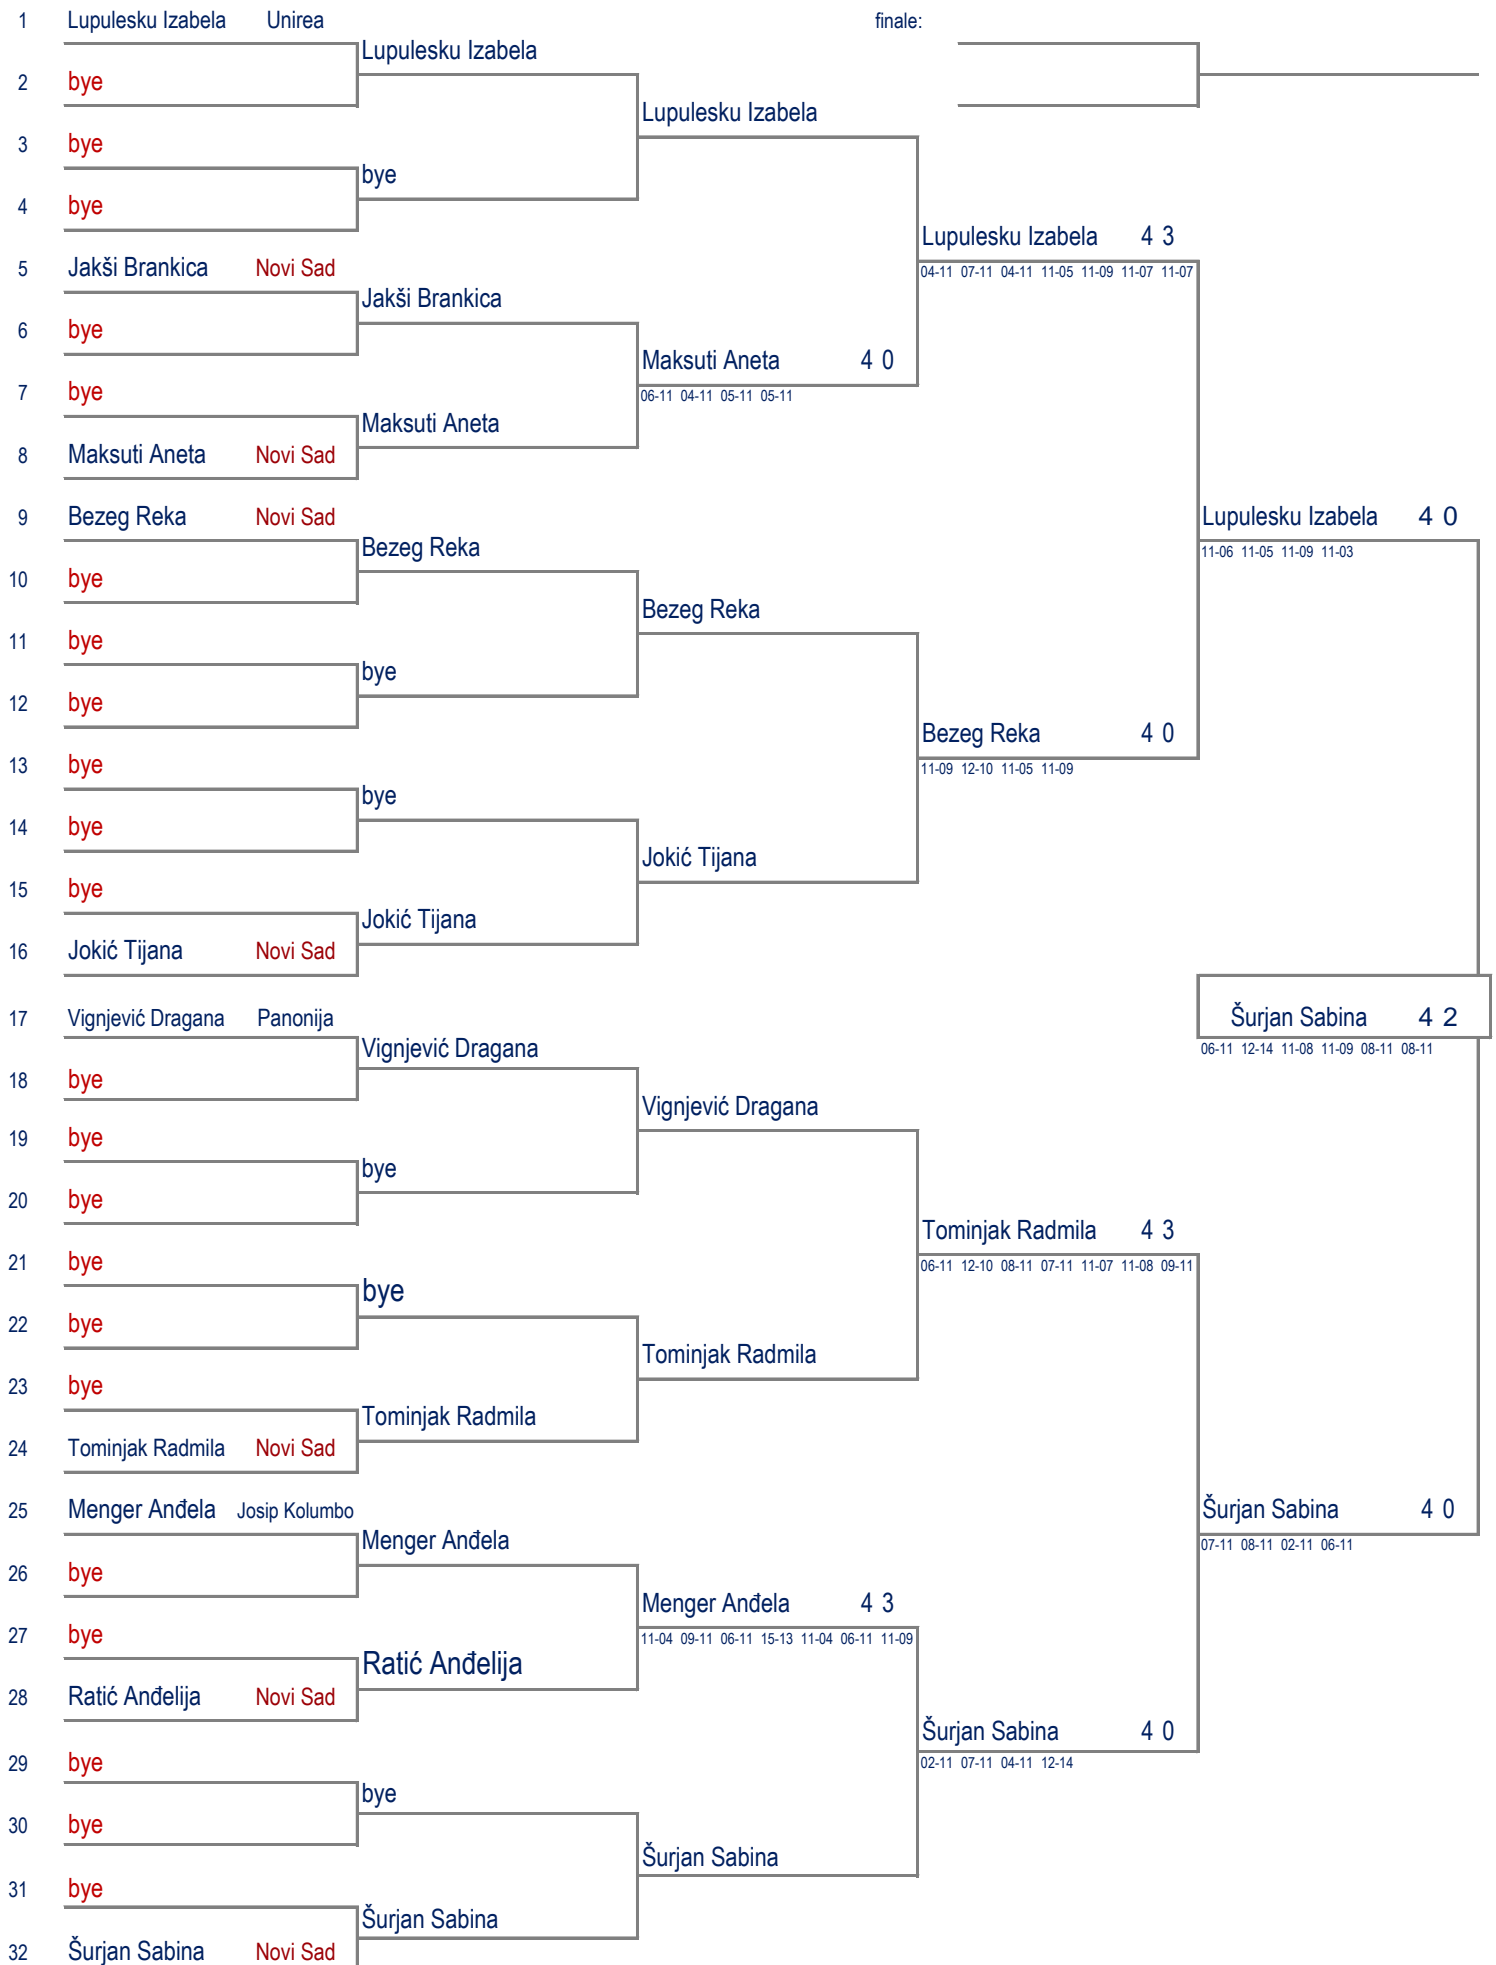 1 Lupulesku Izabela Unirea finale:
Lupulesku Izabela
2 bye
Lupulesku Izabela
3 bye
bye
4 bye
Lupulesku Izabela 4 3
5 Jakši Brankica Novi Sad 04-11 07-11 04-11 11-05 11-09 11-07 11-07
Jakši Brankica
6 bye
Maksuti Aneta 4 0
7 bye 06-11 04-11 05-11 05-11
Maksuti Aneta
8 Maksuti Aneta Novi Sad
9 Bezeg Reka Novi Sad Lupulesku Izabela 4 0
Bezeg Reka 11-06 11-05 11-09 11-03
10 bye
Bezeg Reka
11 bye
bye
12 bye
Bezeg Reka 4 0
13 bye 11-09 12-10 11-05 11-09
bye
14 bye
Jokić Tijana
15 bye
Jokić Tijana
16 Jokić Tijana Novi Sad
17 Vignjević Dragana Panonija Šurjan Sabina 4 2
Vignjević Dragana 06-11 12-14 11-08 11-09 08-11 08-11
18 bye
Vignjević Dragana
19 bye
bye
20 bye
Tominjak Radmila 4 3
21 bye 06-11 12-10 08-11 07-11 11-07 11-08 09-11
bye
22 bye
Tominjak Radmila
23 bye
Tominjak Radmila
24 Tominjak Radmila Novi Sad
25 Menger Anđela Josip Kolumbo Šurjan Sabina 4 0
Menger Anđela 07-11 08-11 02-11 06-11
26 bye
Menger Anđela 4 3
27 bye 11-04 09-11 06-11 15-13 11-04 06-11 11-09
Ratić Anđelija
28 Ratić Anđelija Novi Sad
Šurjan Sabina 4 0
29 bye 02-11 07-11 04-11 12-14
bye
30 bye
Šurjan Sabina
31 bye
Šurjan Sabina
32 Šurjan Sabina Novi Sad